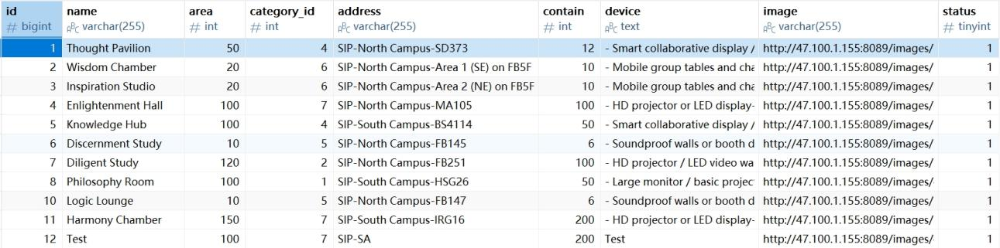 id name area category_id address contain device image status
# bigint ABC varchar(255) # int # int ABC varchar(255) # int ABC text ABC varchar(255) # tinyint
1 Thought Pavilion 50 4 SIP-North Campus-SD373 12 - Smart collaborative display / http://47.100.1.155:8089/images/ 1
2 Wisdom Chamber 20 6 SIP-North Campus-Area 1 (SE) on FB5F 10 - Mobile group tables and cha http://47.100.1.155:8089/images/ 1
3 Inspiration Studio 20 6 SIP-North Campus-Area 2 (NE) on FB5F 10 - Mobile group tables and cha http://47.100.1.155:8089/images/ 1
4 Enlightenment Hall 100 7 SIP-North Campus-MA105 100 - HD projector or LED display- http://47.100.1.155:8089/images/ 1
5 Knowledge Hub 100 4 SIP-South Campus-BS4114 50 - Smart collaborative display / http://47.100.1.155:8089/images/ 1
6 Discernment Study 10 5 SIP-North Campus-FB145 6 - Soundproof walls or booth d http://47.100.1.155:8089/images/ 1
7 Diligent Study 120 2 SIP-North Campus-FB251 100 - HD projector / LED video wa http://47.100.1.155:8089/images/ 1
8 Philosophy Room 100 1 SIP-South Campus-HSG26 50 - Large monitor / basic projec http://47.100.1.155:8089/images/ 1
10 Logic Lounge 10 5 SIP-North Campus-FB147 6 - Soundproof walls or booth d http://47.100.1.155:8089/images/ 1
11 Harmony Chamber 150 7 SIP-South Campus-IRG16 200 - HD projector or LED display- http://47.100.1.155:8089/images/ 1
12 Test 100 7 SIP-SA 200 Test http://47.100.1.155:8089/images/ 1